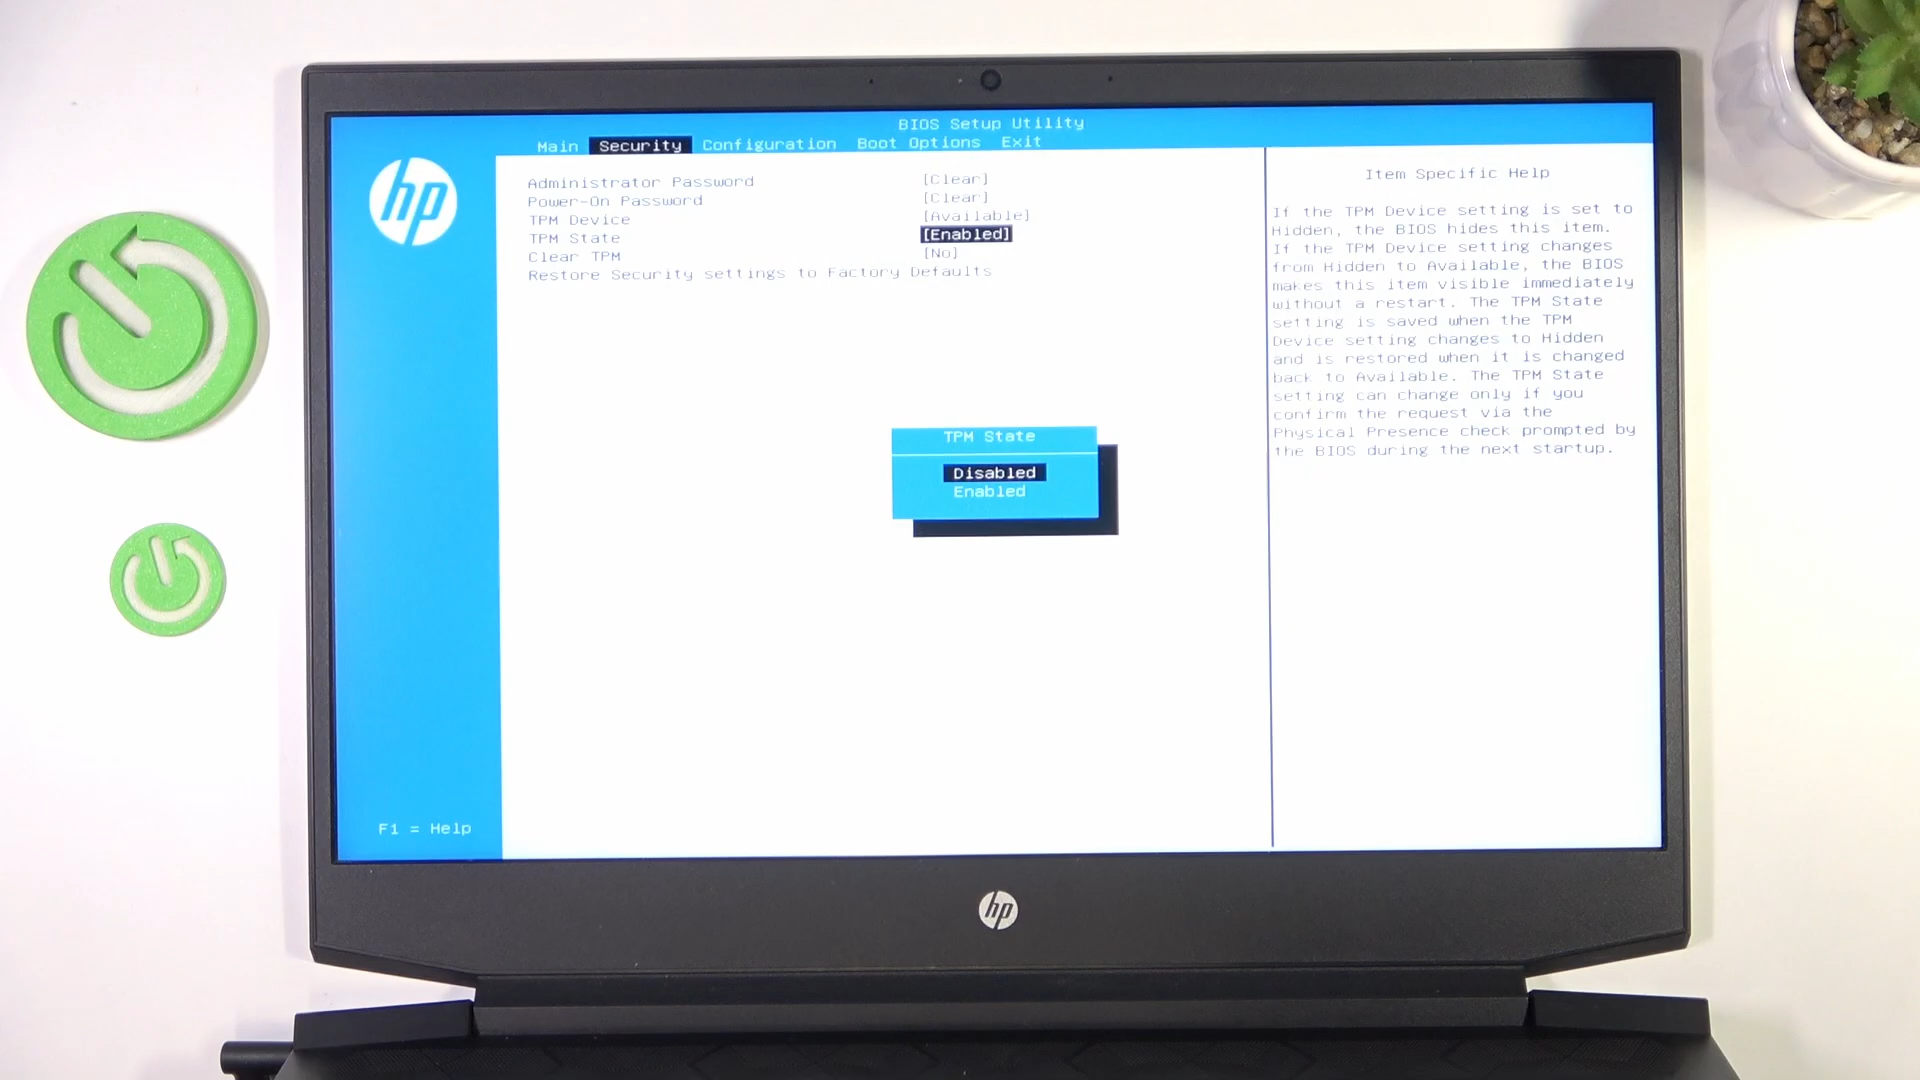 BIOS Setup Utility
Main Security Configuration Boot Options Exit
hp
Administrator Password [Clear]
Power-On Password [Clear]
TPM Device [Available]
TPM State [Enabled]
Clear TPM [No]
Restore Security settings to Factory Defaults
TPM State
Disabled
Enabled
Item Specific Help
If the TPM Device setting is set to
Hidden, the BIOS hides this item.
If the TPM Device setting changes
from Hidden to Available, the BIOS
makes this item visible immediately
without a restart. The TPM State
setting is saved when the TPM
Device setting changes to Hidden
and is restored when it is changed
back to Available. The TPM State
setting can change only if you
confirm the request via the
Physical Presence check prompted by
the BIOS during the next startup.
F1 = Help
hp